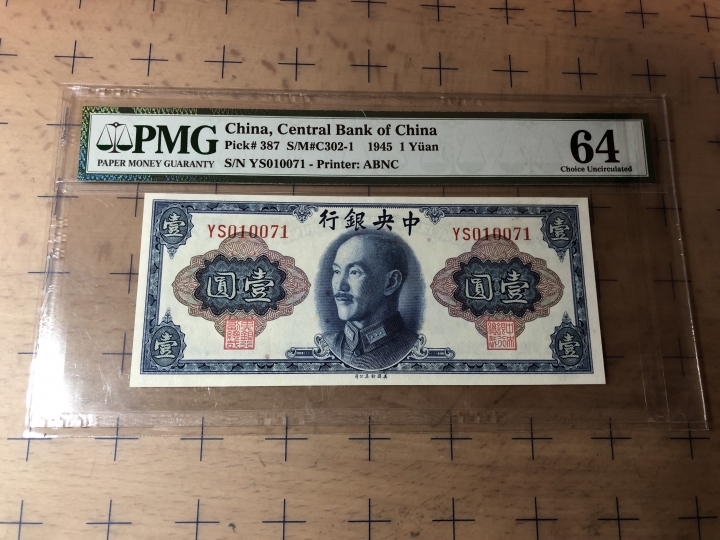 PMG
PAPER MONEY GUARANTY
China, Central Bank of China
Pick# 387 S/M#C302-1 1945 1 Yüan
S/N YS010071 - Printer: ABNC
64
Choice Uncirculated
壹
中央銀行
壹
YS010071
YS010071
壹圓
壹圓
壹
壹